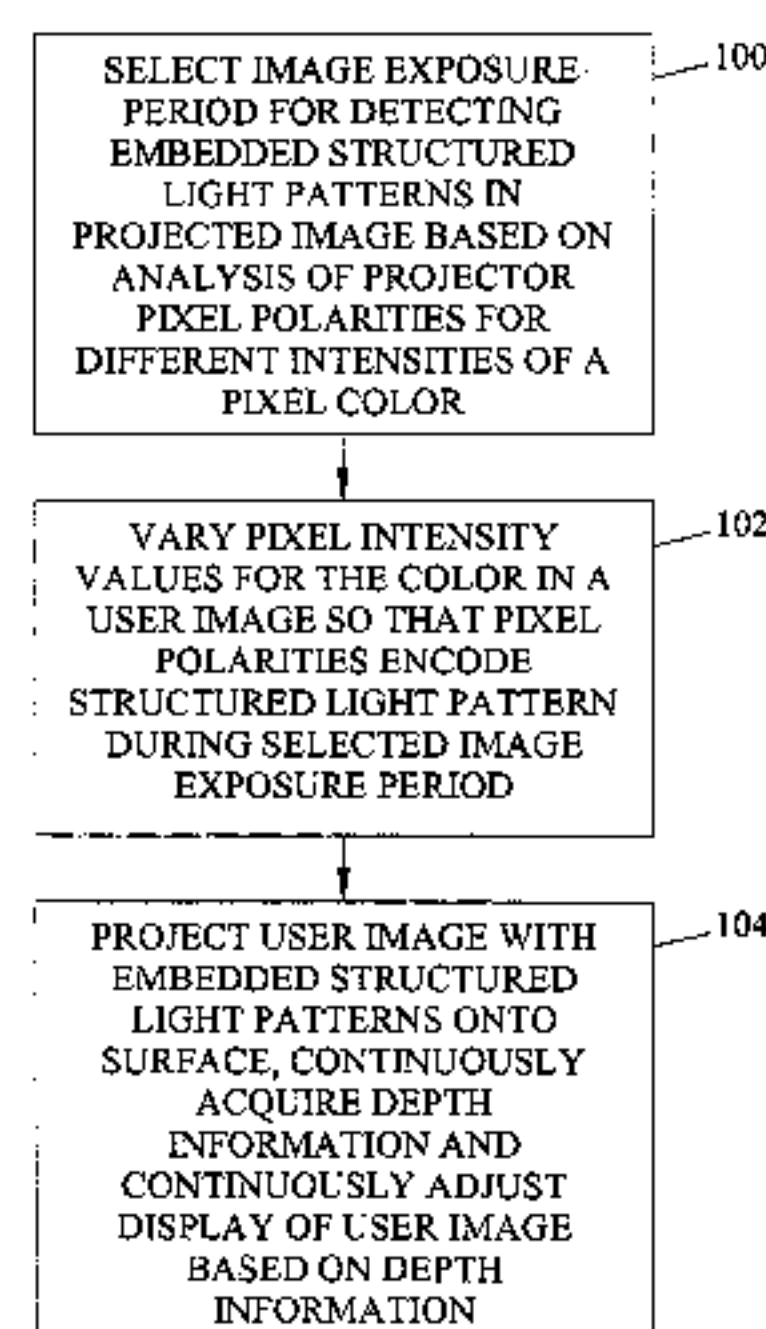 SELECT IMAGE EXPOSURE
PERIOD FOR DETECTING
EMBEDDED STRUCTURED
LIGHT PATTERNS IN
PROJECTED IMAGE BASED ON
ANALYSIS OF PROJECTOR
PIXEL POLARITIES FOR
DIFFERENT INTENSITIES OF A
PIXEL COLOR
100
VARY PIXEL INTENSITY
VALUES FOR THE COLOR IN A
USER IMAGE SO THAT PIXEL
POLARITIES ENCODE
STRUCTURED LIGHT PATTERN
DURING SELECTED IMAGE
EXPOSURE PERIOD
102
PROJECT USER IMAGE WITH
EMBEDDED STRUCTURED
LIGHT PATTERNS ONTO
SURFACE, CONTINUOUSLY
ACQUIRE DEPTH
INFORMATION AND
CONTINUOUSLY ADJUST
DISPLAY OF USER IMAGE
BASED ON DEPTH
INFORMATION
104